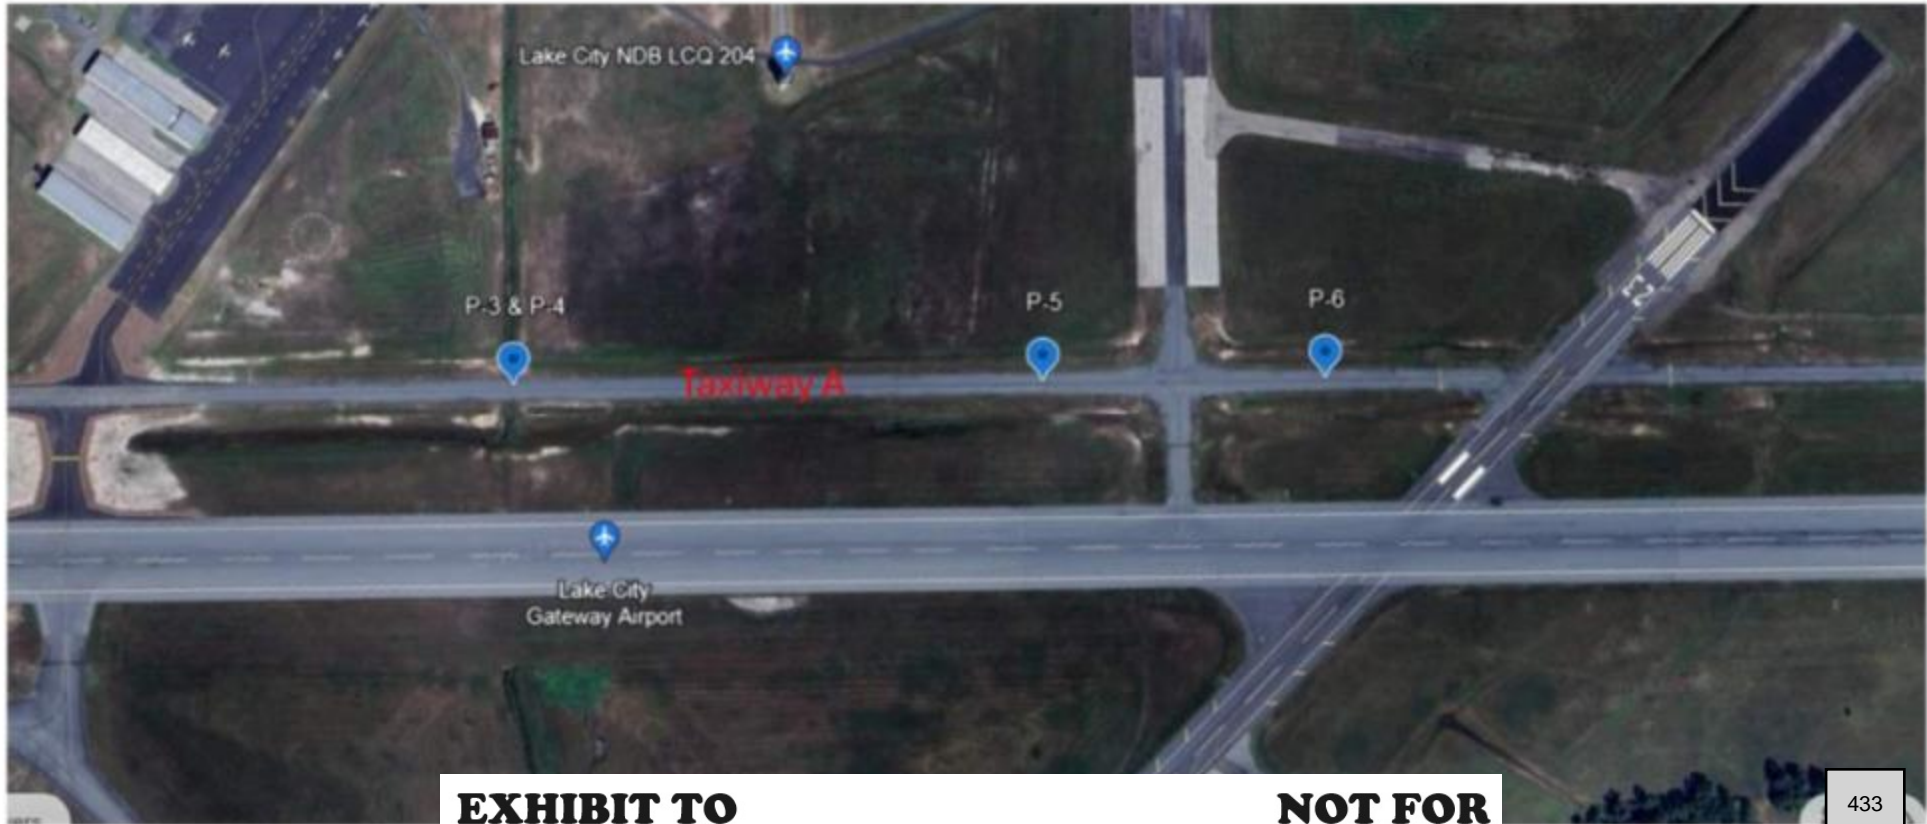 Lake City NDB LCQ 204
P-3 & P-4
P-5
P-6
Taxiway A
23
Lake City
Gateway Airport
EXHIBIT TO
NOT FOR
433